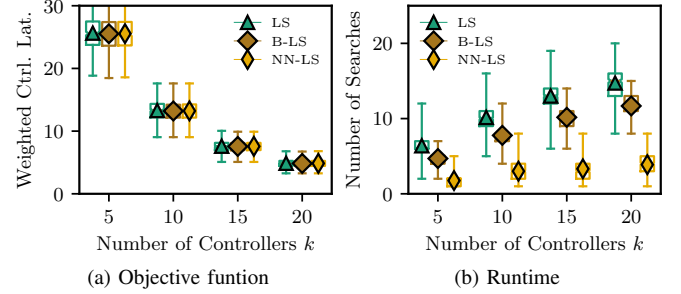 Weighted Ctrl. Lat.
30
20
10
0
LS
B-LS
NN-LS
5
10
15
20
Number of Controllers k
(a) Objective funtion
Number of Searches
20
10
0
LS
B-LS
NN-LS
5
10
15
20
Number of Controllers k
(b) Runtime